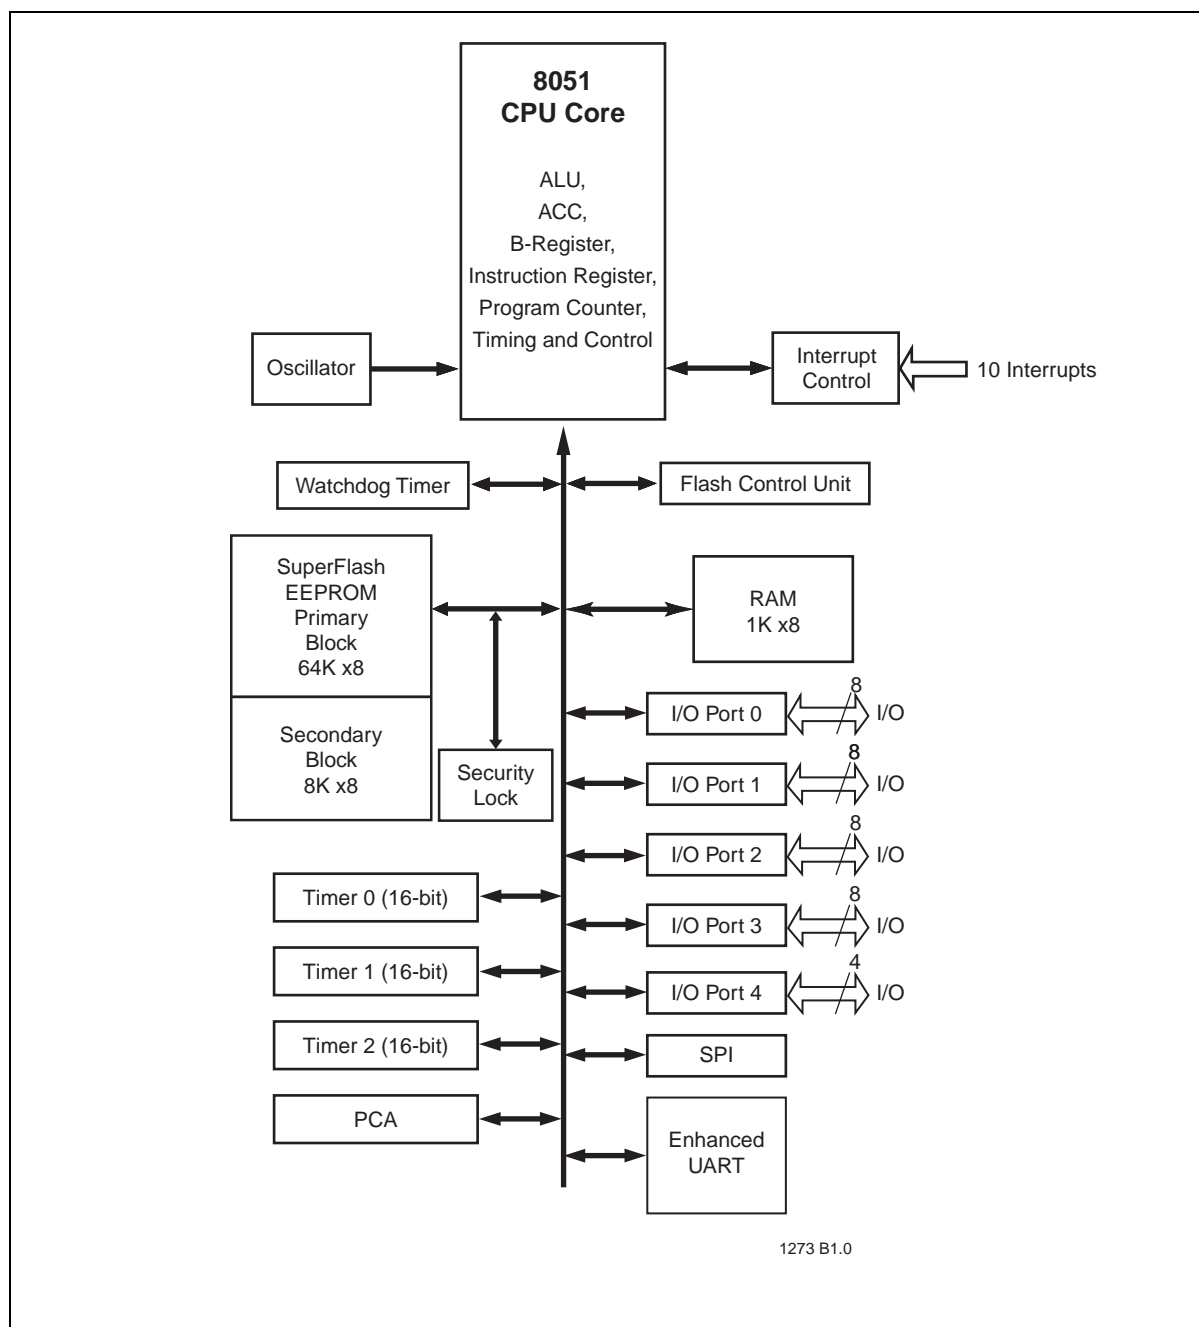 8051
CPU Core
ALU,
ACC,
B-Register,
Instruction Register,
Program Counter,
Timing and Control
Oscillator
Interrupt
Control
10 Interrupts
Watchdog Timer
Flash Control Unit
SuperFlash
EEPROM
Primary
Block
64K x8
RAM
1K x8
Secondary
Block
8K x8
Security
Lock
I/O Port 0
8
I/O
I/O Port 1
8
I/O
I/O Port 2
8
I/O
I/O Port 3
8
I/O
I/O Port 4
4
I/O
Timer 0 (16-bit)
Timer 1 (16-bit)
Timer 2 (16-bit)
PCA
SPI
Enhanced
UART
1273 B1.0